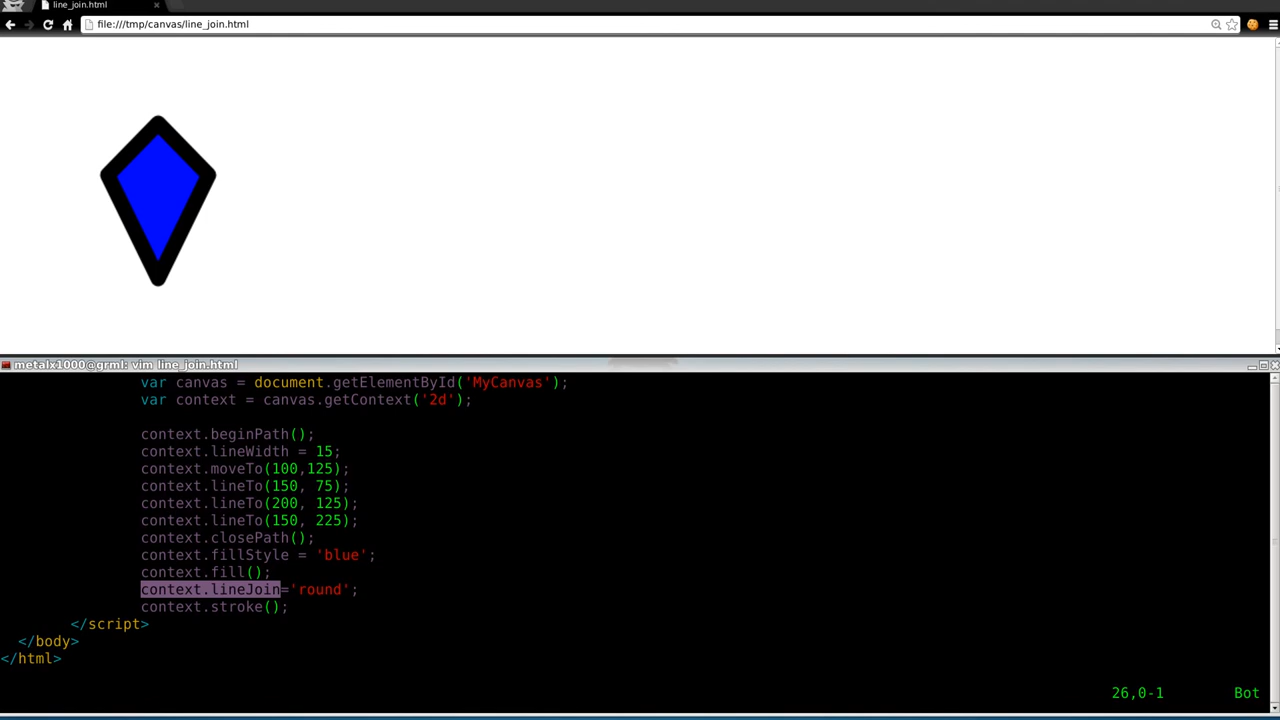 line_join.html
file:///tmp/canvas/line_join.html
metalx1000@grml: vim line_join.html
var canvas = document.getElementById('MyCanvas');
var context = canvas.getContext('2d');
context.beginPath();
context.lineWidth = 15;
context.moveTo(100,125);
context.lineTo(150, 75);
context.lineTo(200, 125);
context.lineTo(150, 225);
context.closePath();
context.fillStyle = 'blue';
context.fill();
context.lineJoin='round';
context.stroke();
</script>
</body>
</html>
26,0-1 Bot